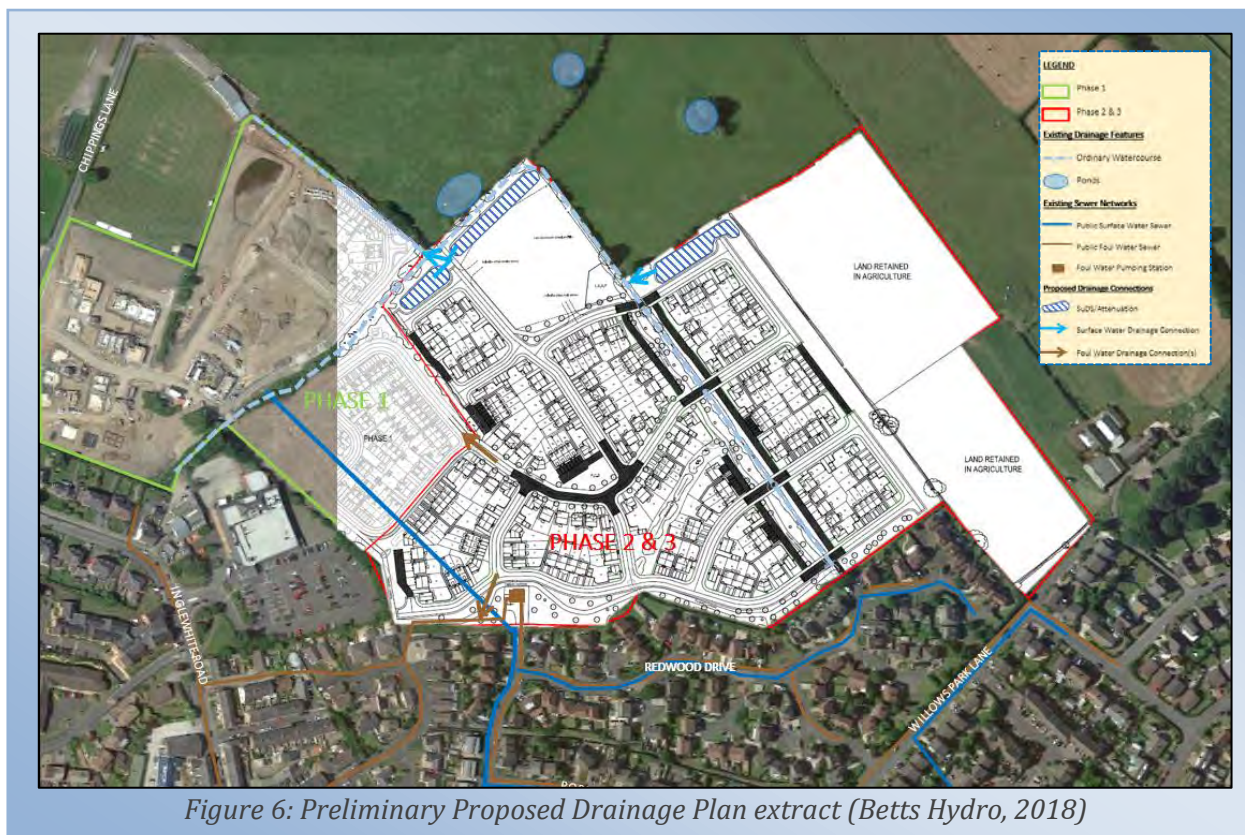 CHIPPINGS LANE
LEGEND
Phase 1
Phase 2 & 3
Existing Drainage Features
Ordinary Watercourse
Ponds
Existing Sewer Networks
Public Surface Water Sewer
Public Foul Water Sewer
Foul Water Pumping Station
Proposed Drainage Connections
SuDS/Attenuation
Surface Water Drainage Connection
Foul Water Drainage Connection(s)
LAND RETAINED
IN AGRICULTURE
LAND RETAINED
IN AGRICULTURE
PHASE 1
PHASE 1
PHASE 2 & 3
INGLEWHITE ROAD
REDWOOD DRIVE
WILLOWS PARK LANE
Figure 6: Preliminary Proposed Drainage Plan extract (Betts Hydro, 2018)